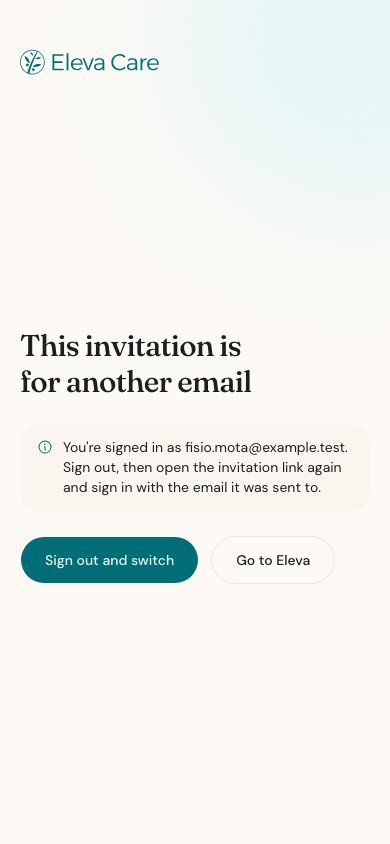 Eleva Care
This invitation is
for another email
You're signed in as fisio.mota@example.test.
Sign out, then open the invitation link again
and sign in with the email it was sent to.
Sign out and switch
Go to Eleva